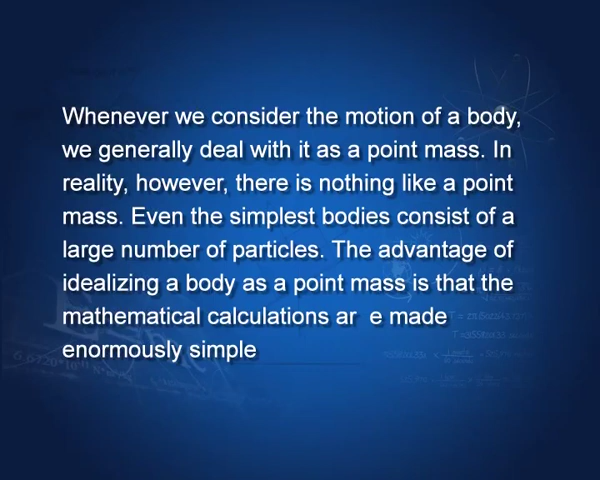 Whenever we consider the motion of a body,
we generally deal with it as a point mass. In
reality, however, there is nothing like a point
mass. Even the simplest bodies consist of a
large number of particles. The advantage of
idealizing a body as a point mass is that the
mathematical calculations ar  e made
enormously simple